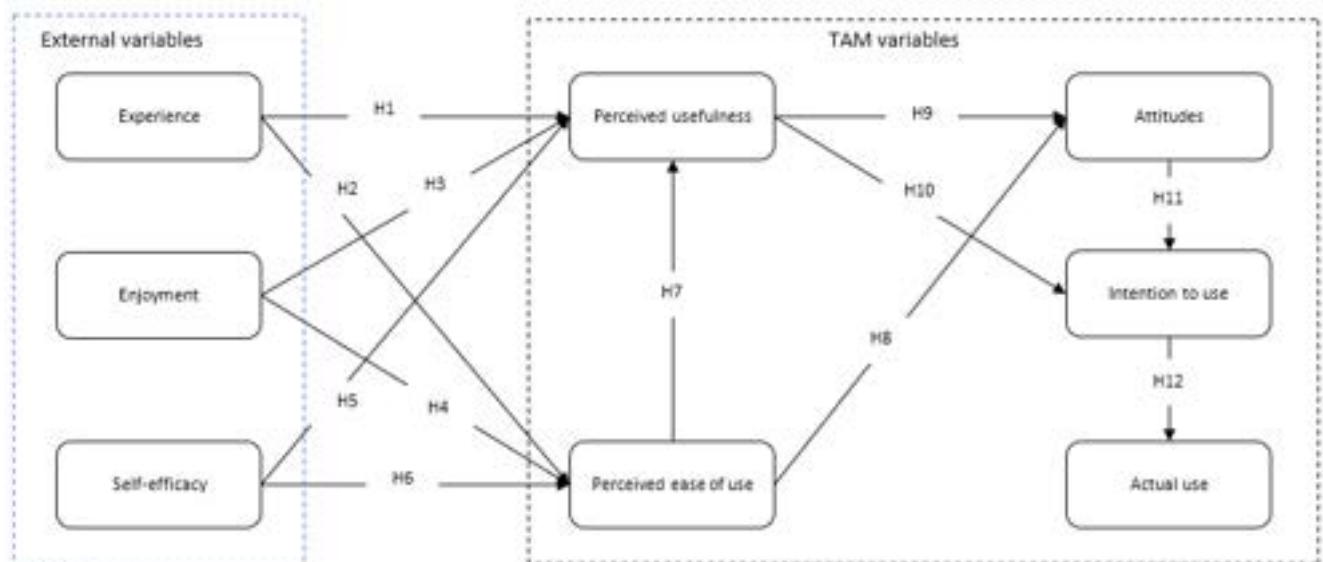 External variables
TAM variables
Experience
H1
Perceived usefulness
H9
Attitudes
H2
H3
H10
H11
Enjoyment
H7
Intention to use
H8
H5
H4
H12
Self-efficacy
H6
Perceived ease of use
Actual use